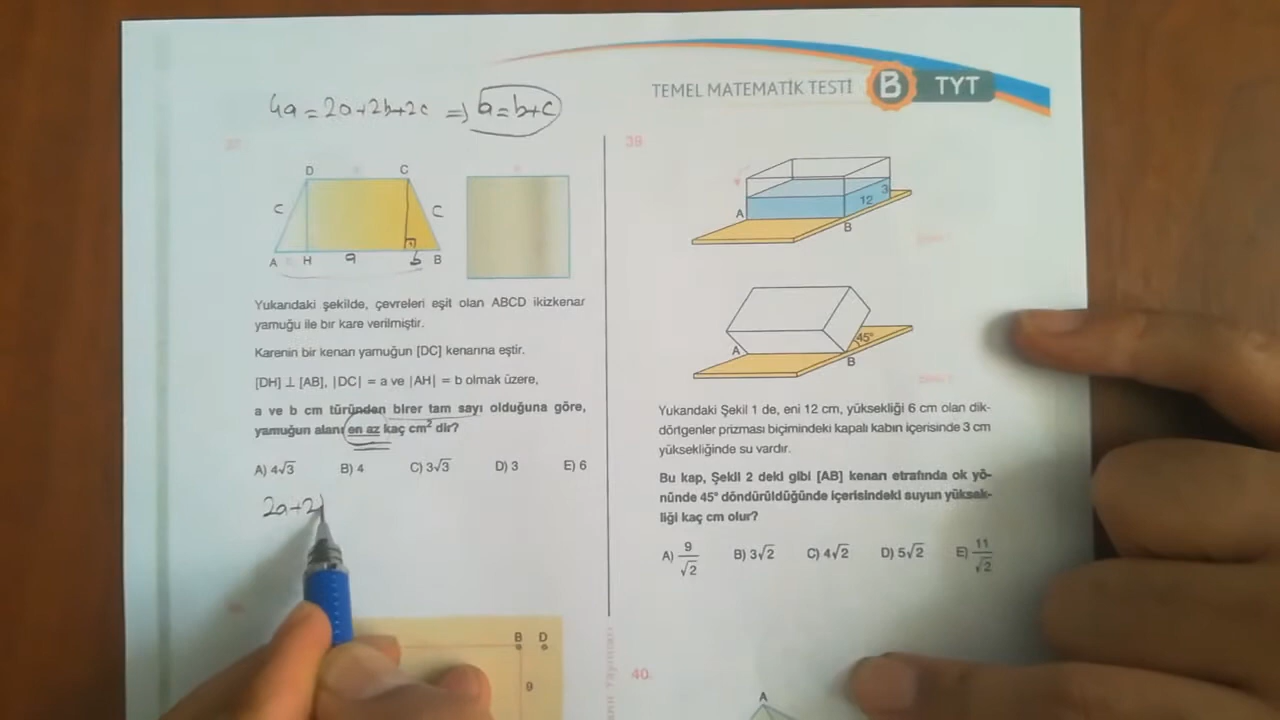 TEMEL MATEMATİK TESTİ B TYT
4a = 2a+2b+2c => a=b+c
37
D C
C C
A H a b B
Yukarıdaki şekilde, çevreleri eşit olan ABCD ikizkenar
yamuğu ile bir kare verilmiştir.
Karenin bir kenarı yamuğun [DC] kenarına eştir.
[DH] ⊥ [AB], |DC| = a ve |AH| = b olmak üzere,
a ve b cm türünden birer tam sayı olduğuna göre,
yamuğun alanı en az kaç cm² dir?
A) 4√3 B) 4 C) 3√3 D) 3 E) 6
2a+2
B D
9
39
3
12
A
B
45°
A
B
Yukarıdaki Şekil 1 de, eni 12 cm, yüksekliği 6 cm olan dik-
dörtgenler prizması biçimindeki kapalı kabın içerisinde 3 cm
yüksekliğinde su vardır.
Bu kap, Şekil 2 deki gibi [AB] kenarı etrafında ok yö-
nünde 45° döndürüldüğünde içerisindeki suyun yüksek-
liği kaç cm olur?
A) 9/√2 B) 3√2 C) 4√2 D) 5√2 E) 11/√2
40
A